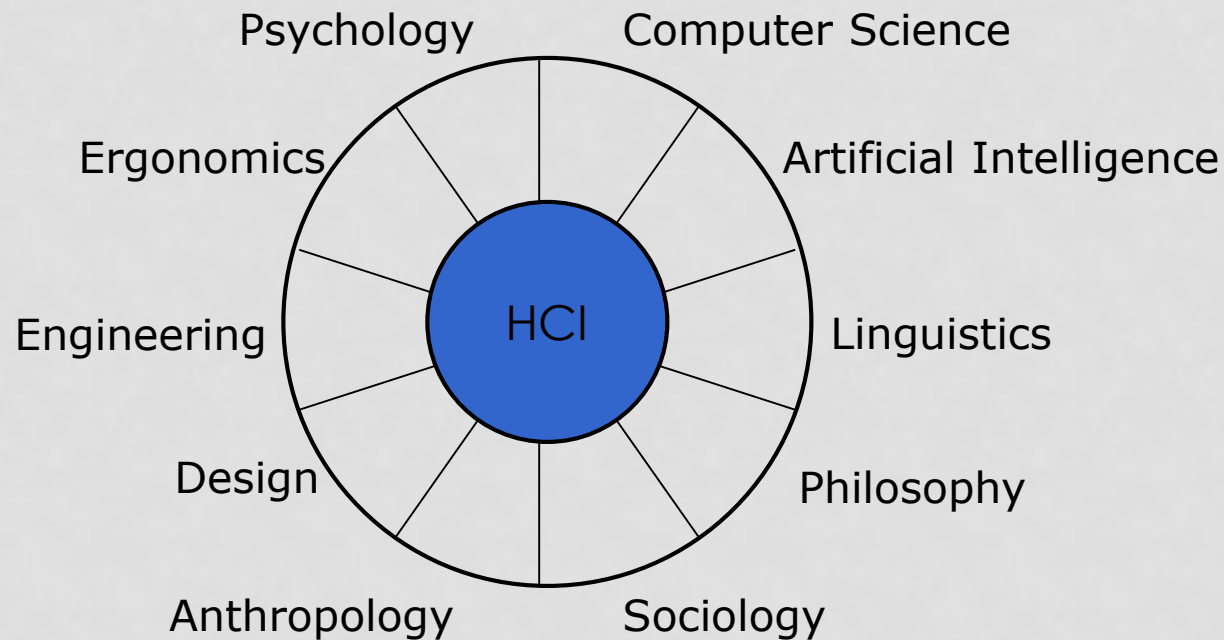 Psychology
Computer Science
Ergonomics
Artificial Intelligence
HCI
Engineering
Linguistics
Design
Philosophy
Anthropology
Sociology